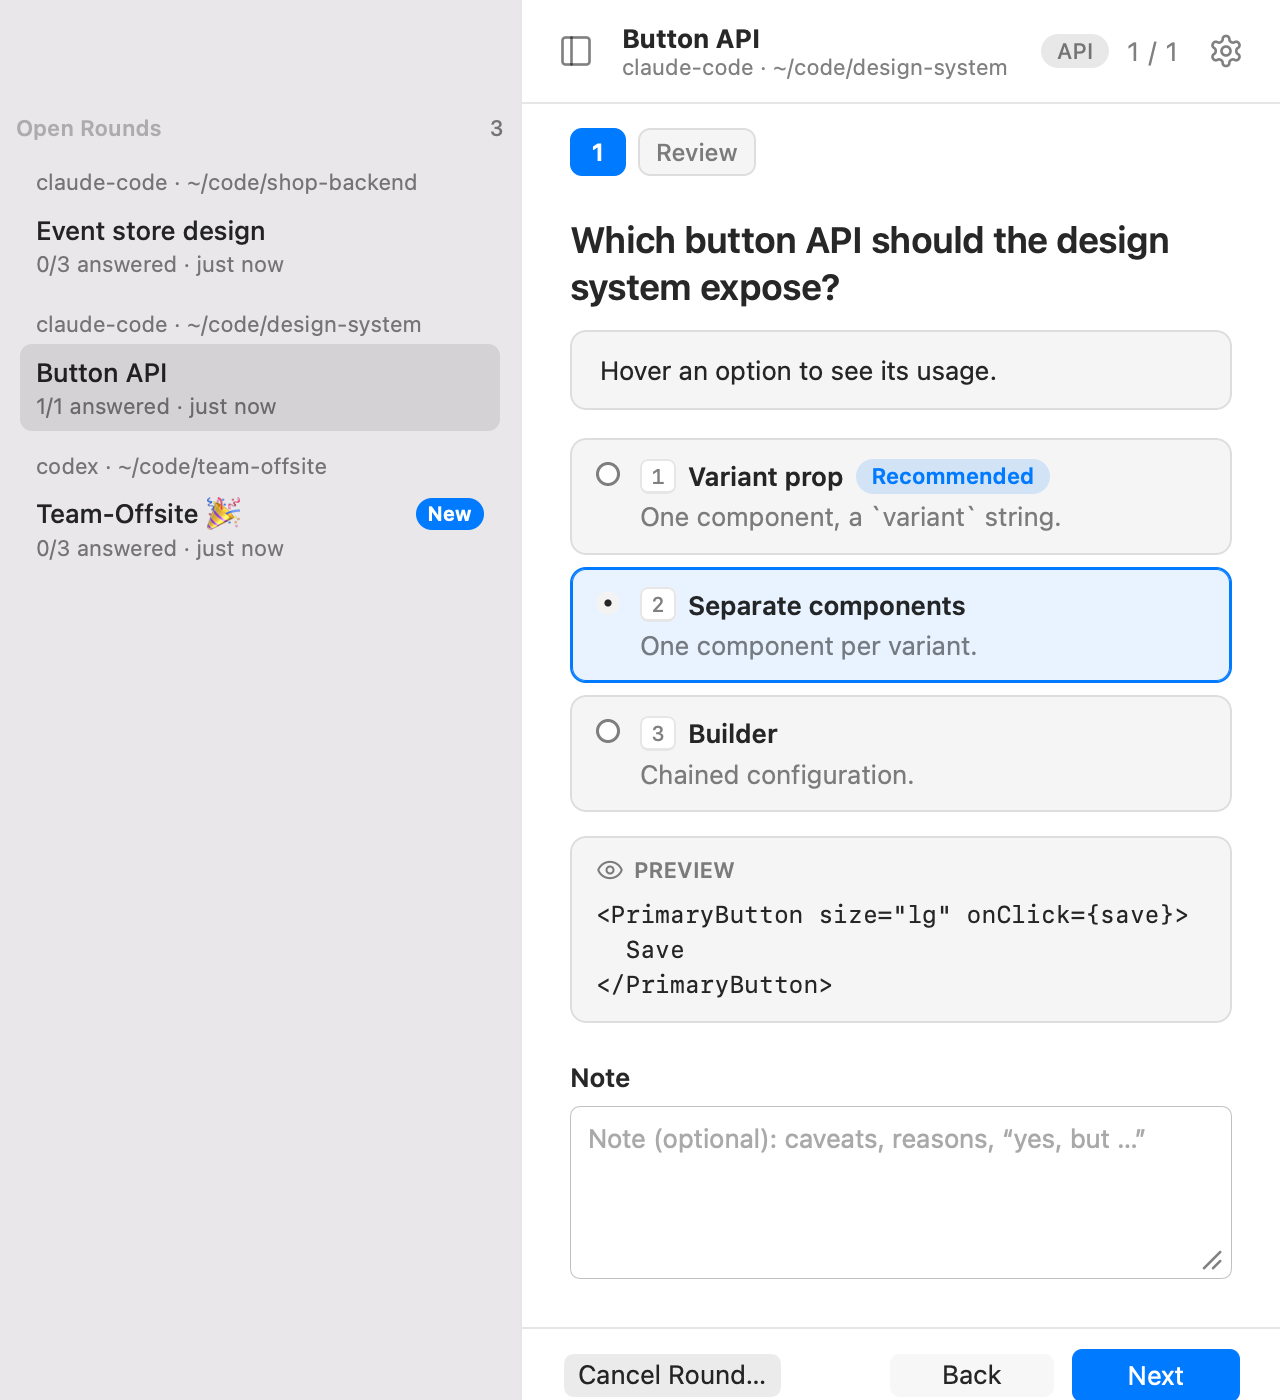 Open Rounds 3
claude-code · ~/code/shop-backend
Event store design
0/3 answered · just now
claude-code · ~/code/design-system
Button API
1/1 answered · just now
codex · ~/code/team-offsite
Team-Offsite 🎉 New
0/3 answered · just now
Button API
claude-code · ~/code/design-system
API 1 / 1
1 Review
Which button API should the design
system expose?
Hover an option to see its usage.
1 Variant prop Recommended
One component, a `variant` string.
2 Separate components
One component per variant.
3 Builder
Chained configuration.
PREVIEW
<PrimaryButton size="lg" onClick={save}>
  Save
</PrimaryButton>
Note
Note (optional): caveats, reasons, “yes, but …”
Cancel Round... Back Next